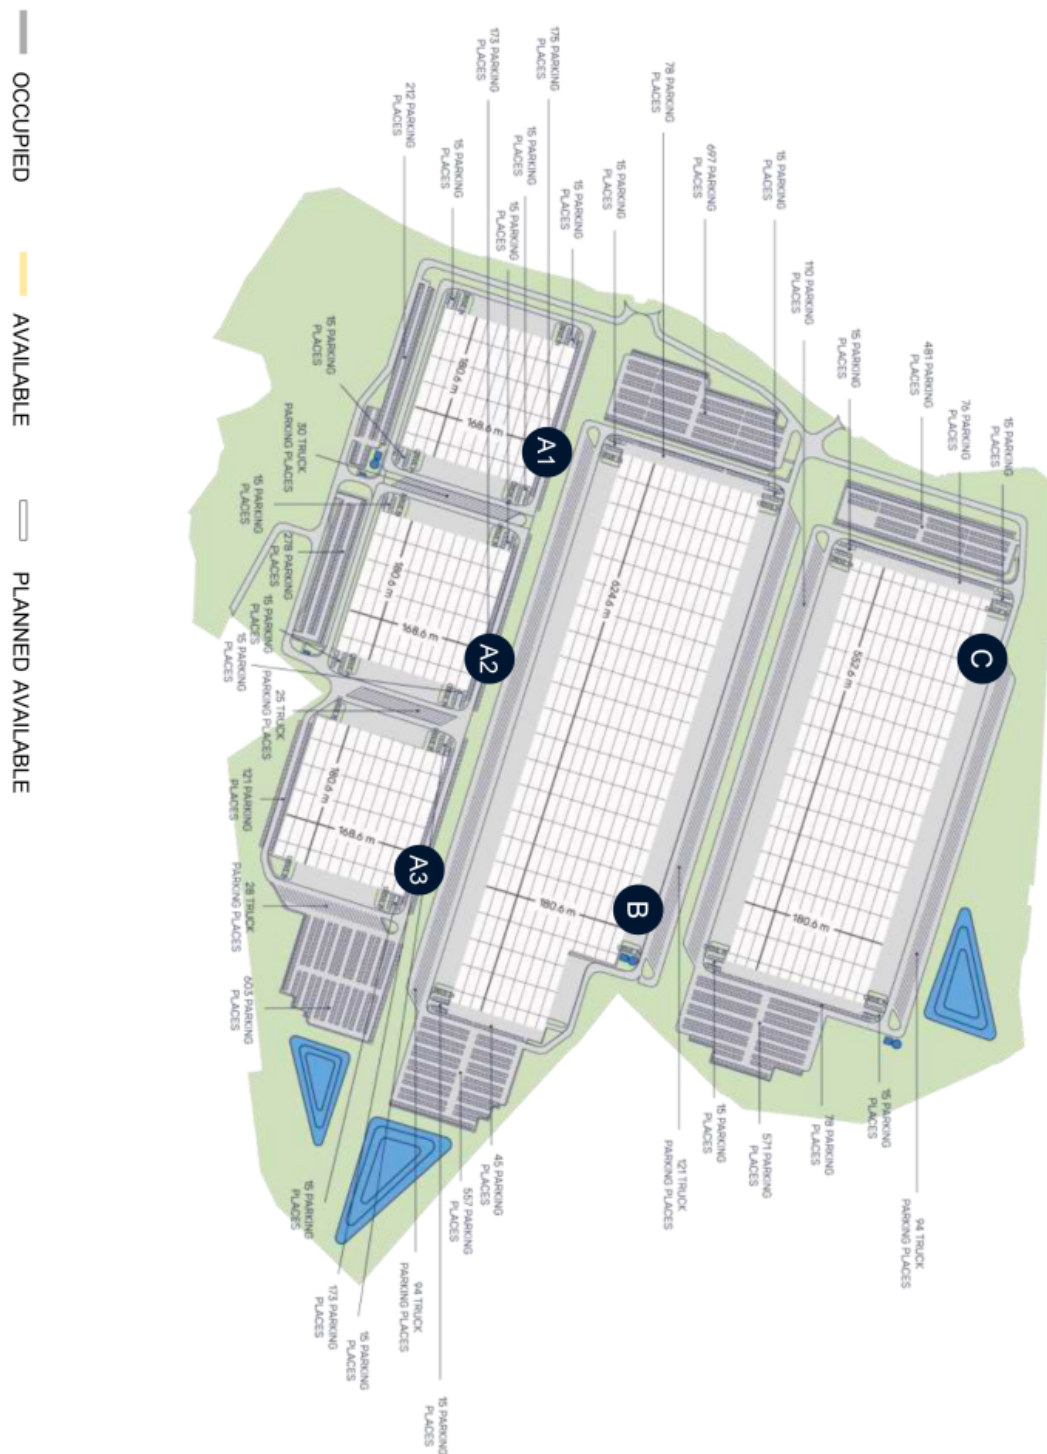 OCCUPIED
AVAILABLE
PLANNED AVAILABLE
94 TRUCK
PARKING PLACES
15 PARKING
PLACES
78 PARKING
PLACES
571 PARKING
PLACES
15 PARKING
PLACES
121 TRUCK
PARKING PLACES
45 PARKING
PLACES
557 PARKING
PLACES
15 PARKING
PLACES
94 TRUCK
PARKING PLACES
15 PARKING
PLACES
173 PARKING
PLACES
15 PARKING
PLACES
603 PARKING
PLACES
28 TRUCK
PARKING PLACES
121 PARKING
PLACES
25 TRUCK
PARKING PLACES
15 PARKING
PLACES
15 PARKING
PLACES
278 PARKING
PLACES
15 PARKING
PLACES
30 TRUCK
PARKING PLACES
15 PARKING
PLACES
212 PARKING
PLACES
15 PARKING
PLACES
173 PARKING
PLACES
15 PARKING
PLACES
15 PARKING
PLACES
175 PARKING
PLACES
15 PARKING
PLACES
15 PARKING
PLACES
78 PARKING
PLACES
697 PARKING
PLACES
15 PARKING
PLACES
110 PARKING
PLACES
15 PARKING
PLACES
481 PARKING
PLACES
76 PARKING
PLACES
15 PARKING
PLACES
C
552.6 m
180.6 m
B
624.6 m
180.6 m
A1
180.6 m
168.6 m
A2
180.6 m
168.6 m
A3
180.6 m
168.6 m